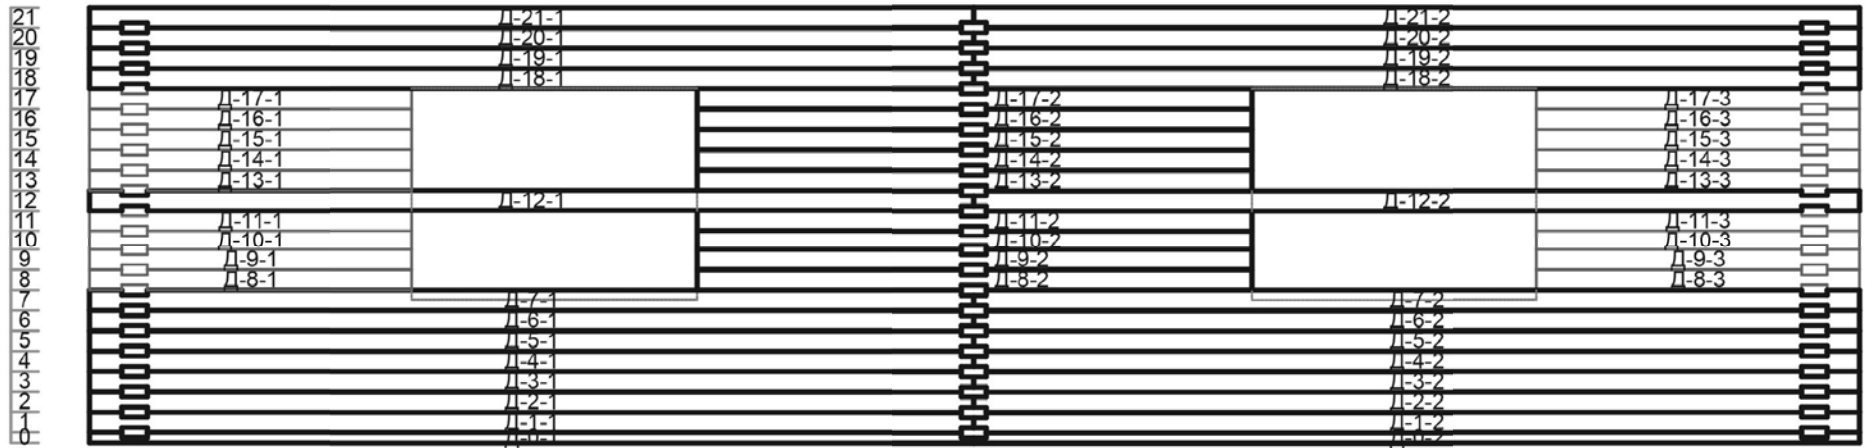 21 Д-21-1 Д-21-2
20 Д-20-1 Д-20-2
19 Д-19-1 Д-19-2
18 Д-18-1 Д-18-2
17 Д-17-1 Д-17-2 Д-17-3
16 Д-16-1 Д-16-2 Д-16-3
15 Д-15-1 Д-15-2 Д-15-3
14 Д-14-1 Д-14-2 Д-14-3
13 Д-13-1 Д-13-2 Д-13-3
12 Д-12-1 Д-12-2
11 Д-11-1 Д-11-2 Д-11-3
10 Д-10-1 Д-10-2 Д-10-3
9 Д-9-1 Д-9-2 Д-9-3
8 Д-8-1 Д-8-2 Д-8-3
7 Д-7-1 Д-7-2
6 Д-6-1 Д-6-2
5 Д-5-1 Д-5-2
4 Д-4-1 Д-4-2
3 Д-3-1 Д-3-2
2 Д-2-1 Д-2-2
1 Д-1-1 Д-1-2
0 Д-0-1 Д-0-2